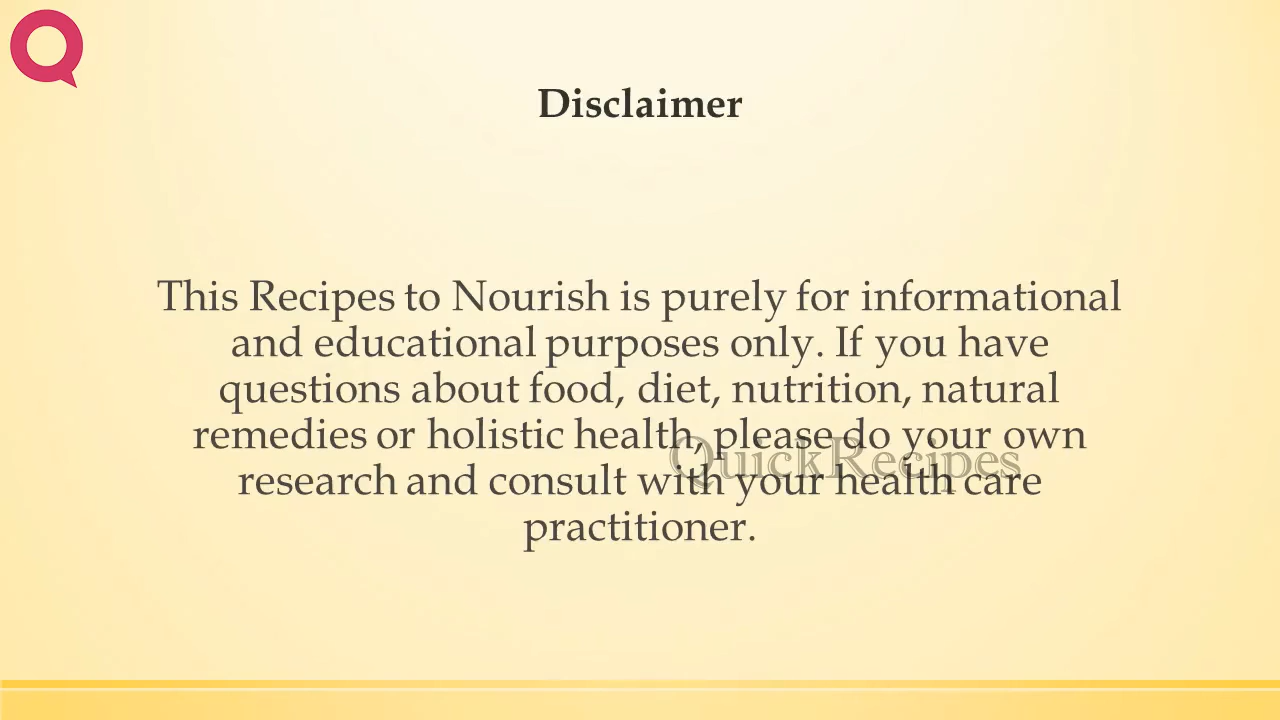 Disclaimer
This Recipes to Nourish is purely for informational
and educational purposes only. If you have
questions about food, diet, nutrition, natural
remedies or holistic health, please do your own
QuickRecipes
research and consult with your health care
practitioner.